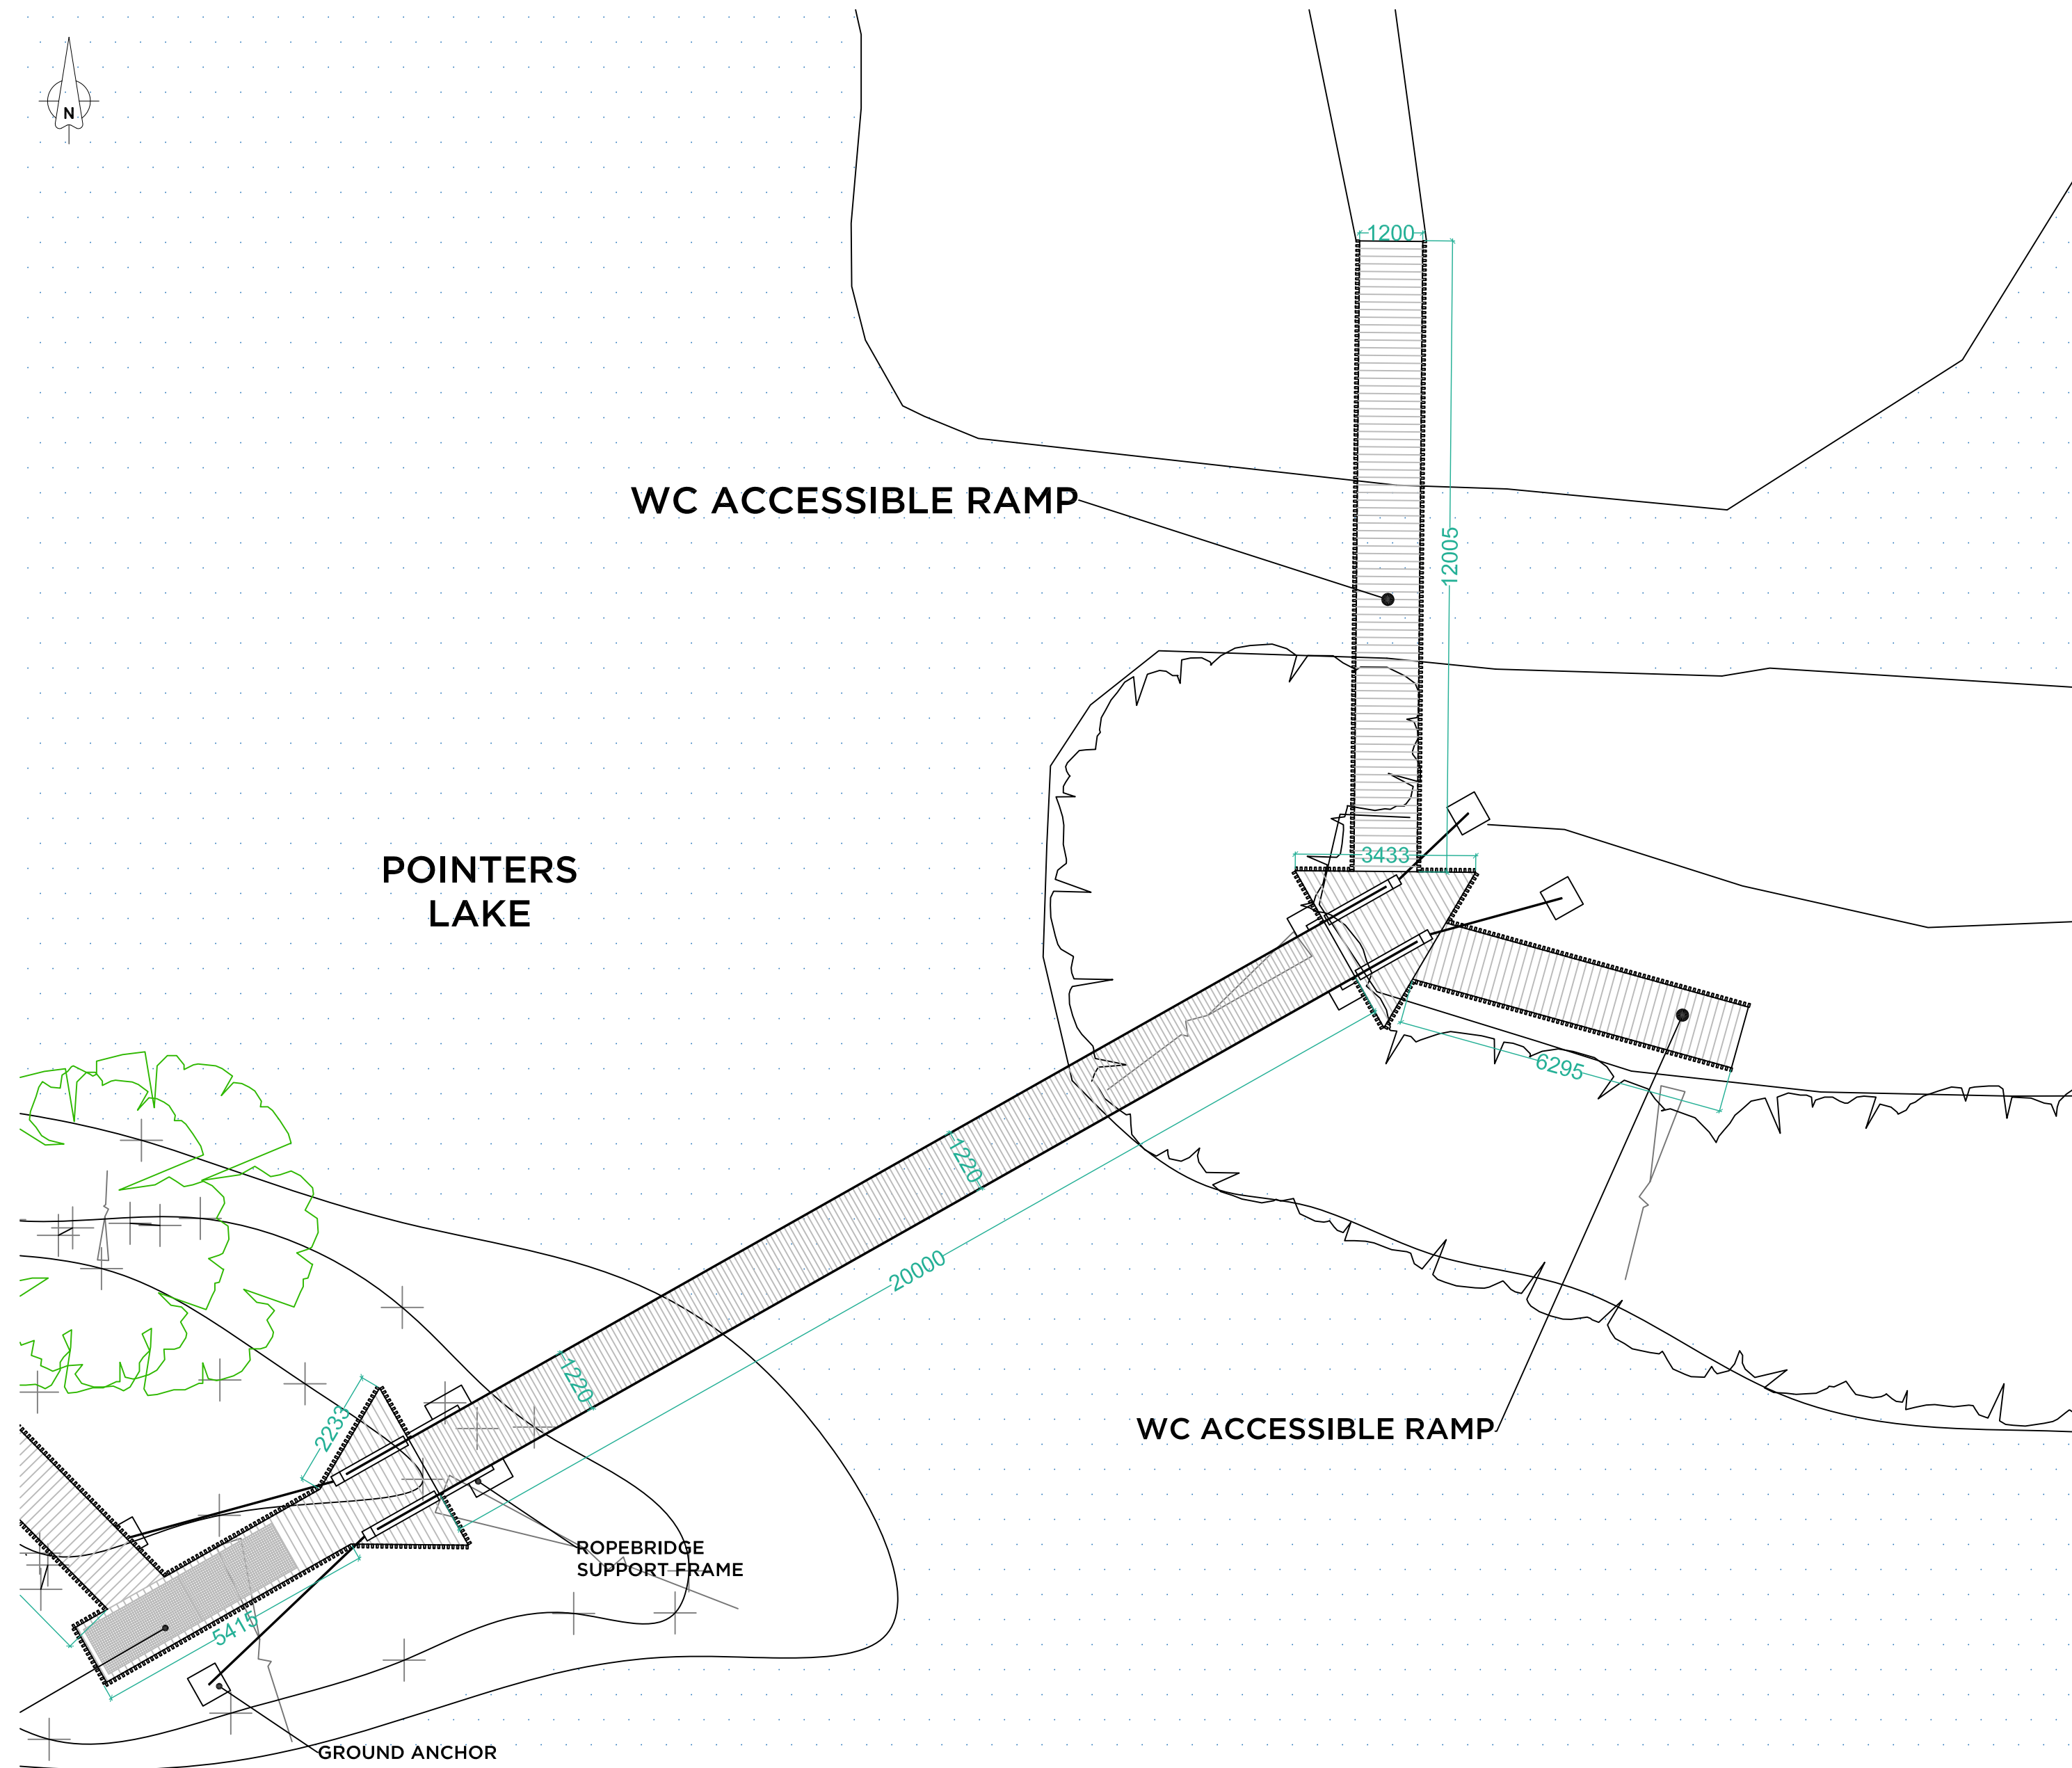 N
1200
WC ACCESSIBLE RAMP
12005
3433
POINTERS
LAKE
6295
1220
20000
1220
2233
WC ACCESSIBLE RAMP
ROPEBRIDGE
SUPPORT FRAME
5415
GROUND ANCHOR